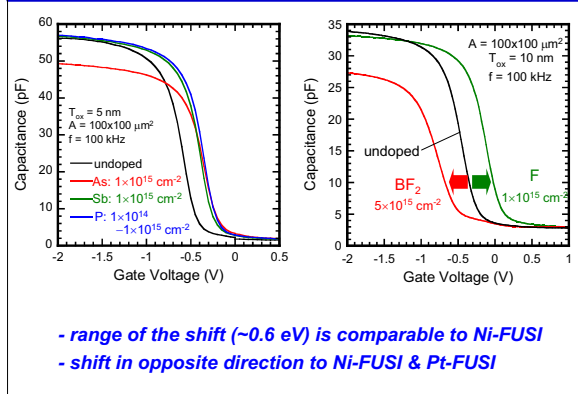 60
50
40
30
20
10
0
Capacitance (pF)
T_ox = 5 nm
A = 100x100 μm²
f = 100 kHz
undoped
As: 1×10¹⁵ cm⁻²
Sb: 1×10¹⁵ cm⁻²
P: 1×10¹⁴
−1×10¹⁵ cm⁻²
-2 -1.5 -1 -0.5 0 0.5
Gate Voltage (V)
35
30
25
20
15
10
5
0
Capacitance (pF)
A = 100x100 μm²
T_ox = 10 nm
f = 100 kHz
undoped
BF₂
5×10¹⁵ cm⁻²
F
1×10¹⁵ cm⁻²
-2 -1.5 -1 -0.5 0 0.5 1
Gate Voltage (V)
- range of the shift (~0.6 eV) is comparable to Ni-FUSI
- shift in opposite direction to Ni-FUSI & Pt-FUSI